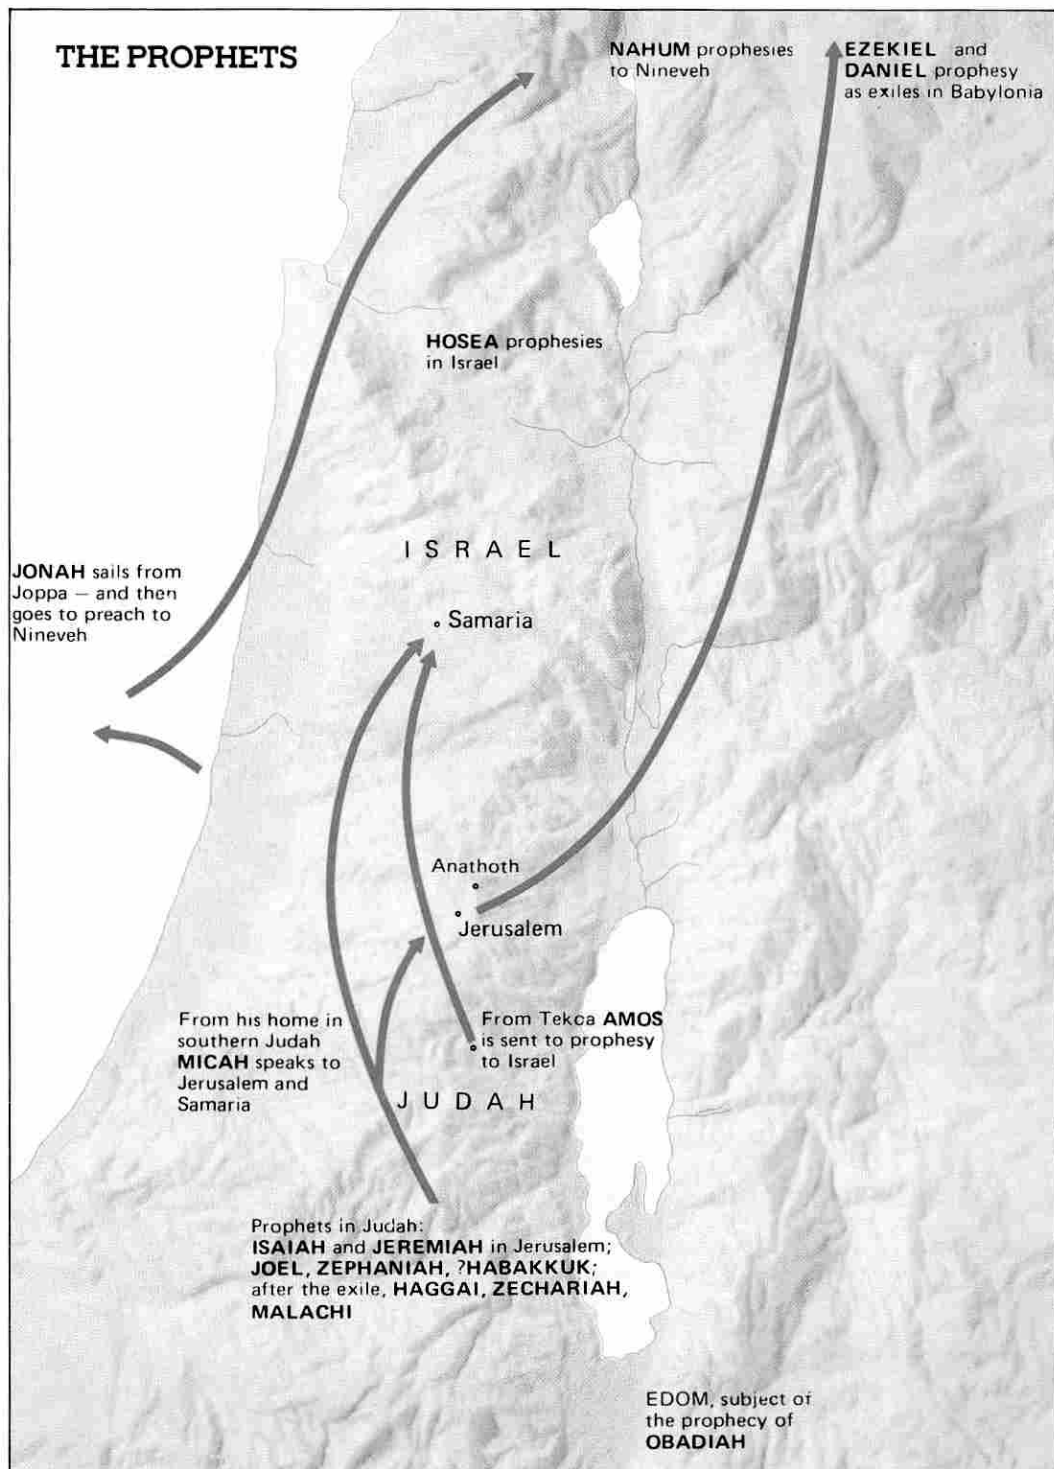 THE PROPHETS
NAHUM prophesies
to Nineveh
EZEKIEL and
DANIEL prophesy
as exiles in Babylonia
HOSEA prophesies
in Israel
ISRAEL
JONAH sails from
Joppa – and then
goes to preach to
Nineveh
Samaria
Anathoth
Jerusalem
From his home in
southern Judah
MICAH speaks to
Jerusalem and
Samaria
From Tekoa AMOS
is sent to prophesy
to Israel
JUDAH
Prophets in Judah:
ISAIAH and JEREMIAH in Jerusalem;
JOEL, ZEPHANIAH, ?HABAKKUK;
after the exile, HAGGAI, ZECHARIAH,
MALACHI
EDOM, subject of
the prophecy of
OBADIAH